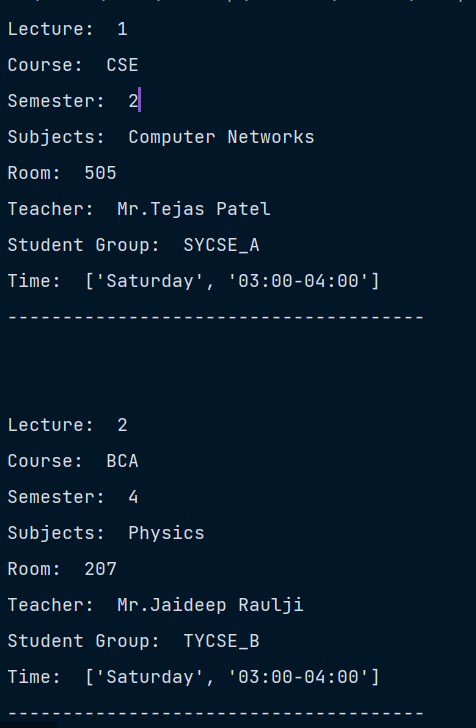 Lecture:  1
Course:  CSE
Semester:  2
Subjects:  Computer Networks
Room:  505
Teacher:  Mr.Tejas Patel
Student Group:  SYCSE_A
Time:  ['Saturday', '03:00-04:00']
--------------------------------------
Lecture:  2
Course:  BCA
Semester:  4
Subjects:  Physics
Room:  207
Teacher:  Mr.Jaideep Raulji
Student Group:  TYCSE_B
Time:  ['Saturday', '03:00-04:00']
--------------------------------------